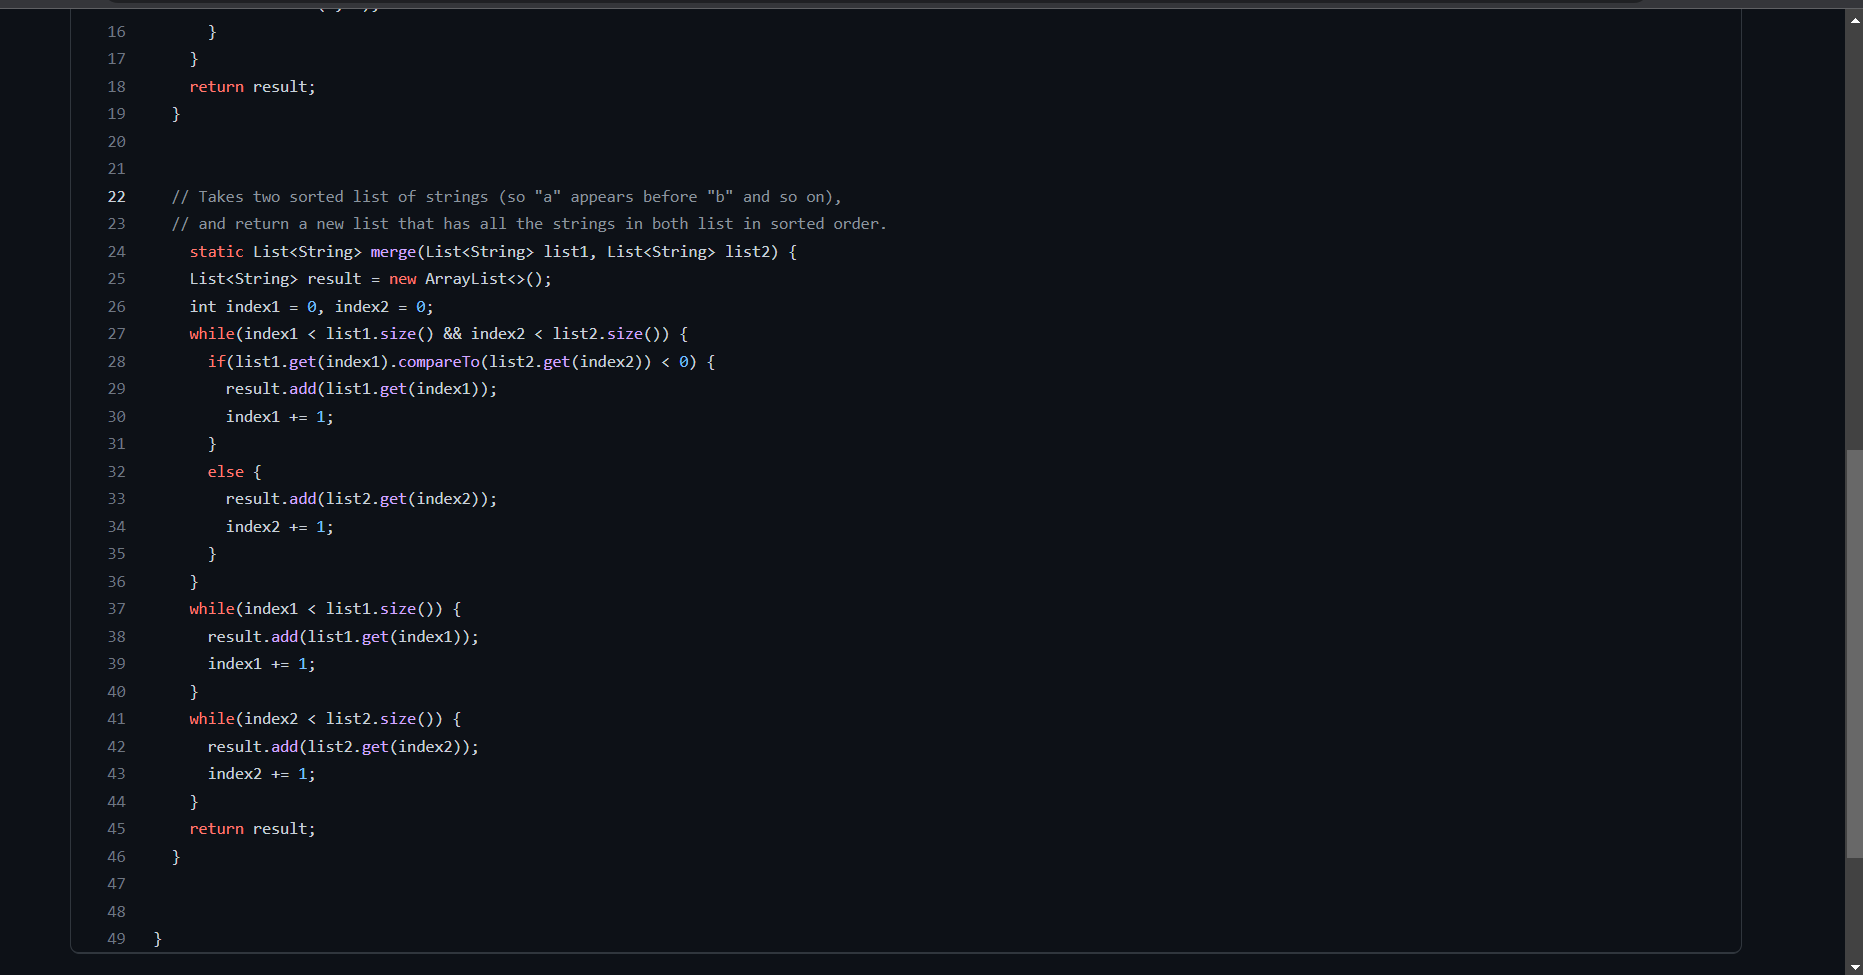 16 }
17 }
18 return result;
19 }
20
21
22 // Takes two sorted list of strings (so "a" appears before "b" and so on),
23 // and return a new list that has all the strings in both list in sorted order.
24 static List<String> merge(List<String> list1, List<String> list2) {
25 List<String> result = new ArrayList<>();
26 int index1 = 0, index2 = 0;
27 while(index1 < list1.size() && index2 < list2.size()) {
28 if(list1.get(index1).compareTo(list2.get(index2)) < 0) {
29 result.add(list1.get(index1));
30 index1 += 1;
31 }
32 else {
33 result.add(list2.get(index2));
34 index2 += 1;
35 }
36 }
37 while(index1 < list1.size()) {
38 result.add(list1.get(index1));
39 index1 += 1;
40 }
41 while(index2 < list2.size()) {
42 result.add(list2.get(index2));
43 index2 += 1;
44 }
45 return result;
46 }
47
48
49 }